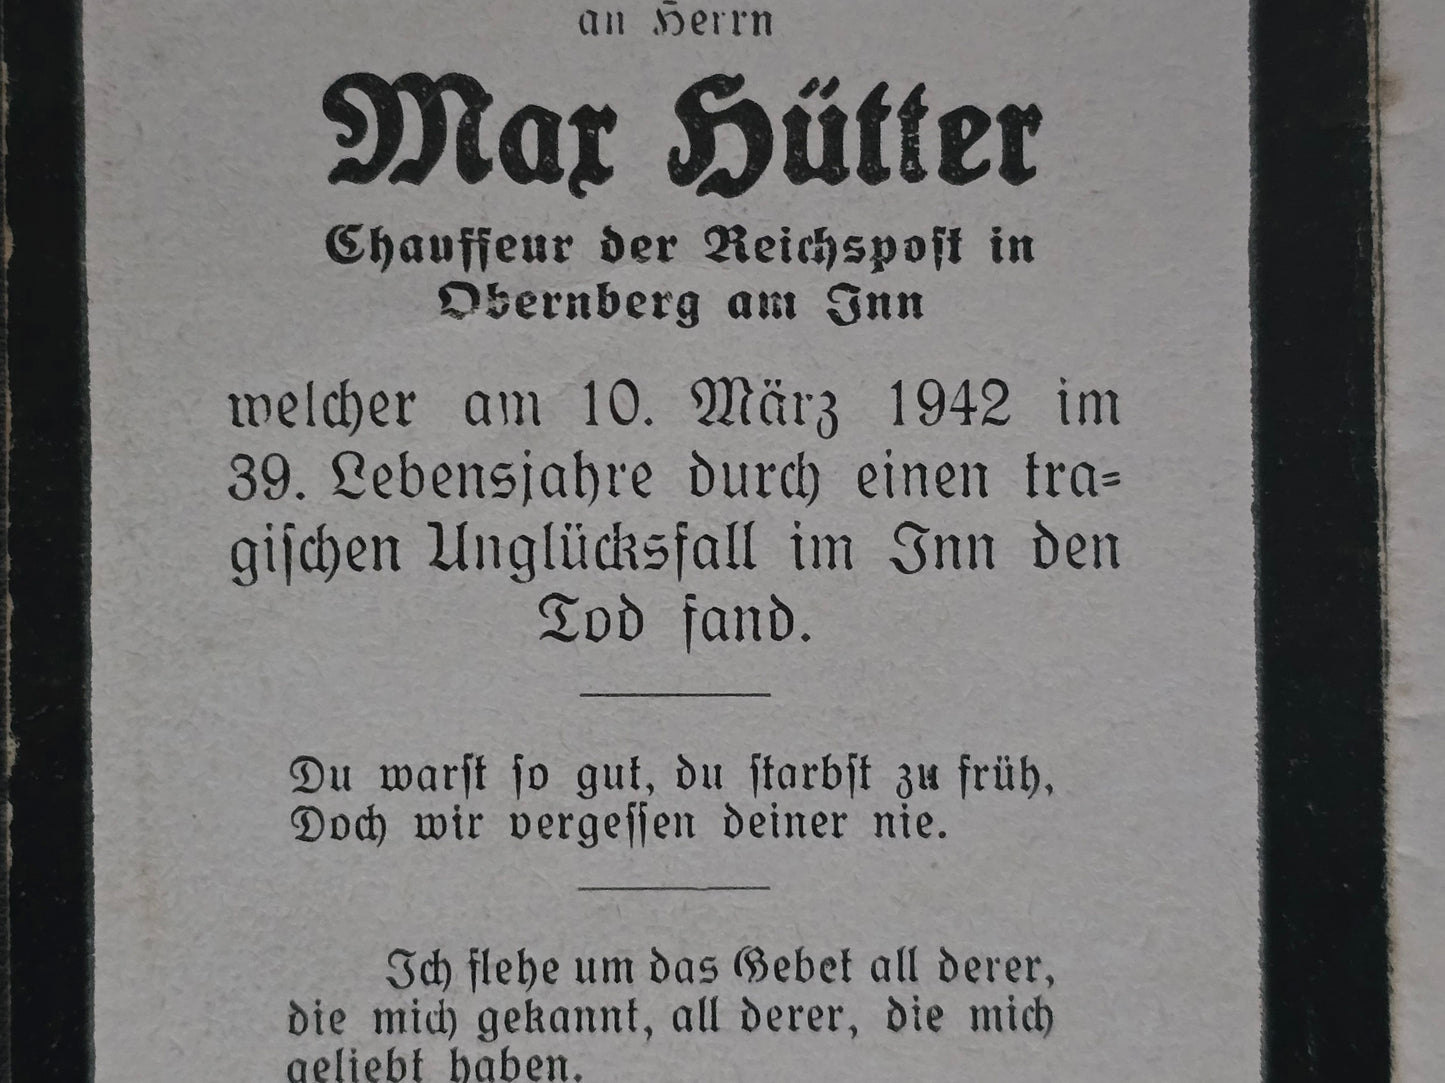 an Herrn
Max Hütter
Chauffeur der Reichspost in
Obernberg am Inn
welcher am 10. März 1942 im
39. Lebensjahre durch einen tra=
gischen Unglücksfall im Inn den
Tod fand.
Du warst so gut, du starbst zu früh,
Doch wir vergessen deiner nie.
Ich flehe um das Gebet all derer,
die mich gekannt, all derer, die mich
geliebt haben.